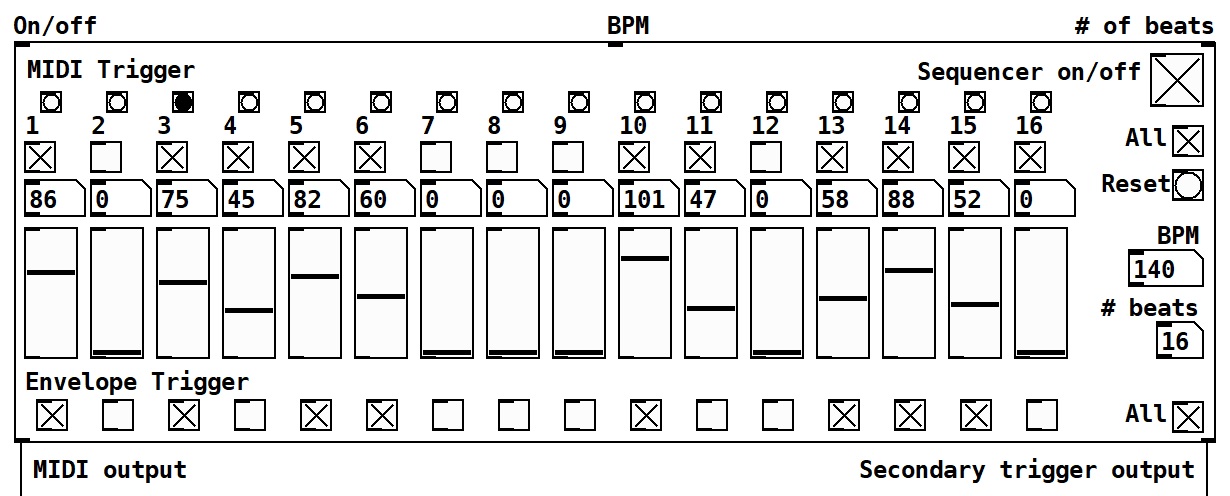 On/off BPM # of beats
MIDI Trigger Sequencer on/off
1 2 3 4 5 6 7 8 9 10 11 12 13 14 15 16
All
86 0 75 45 82 60 0 0 0 101 47 0 58 88 52 0
Reset
BPM
140
# beats
16
Envelope Trigger
All
MIDI output Secondary trigger output